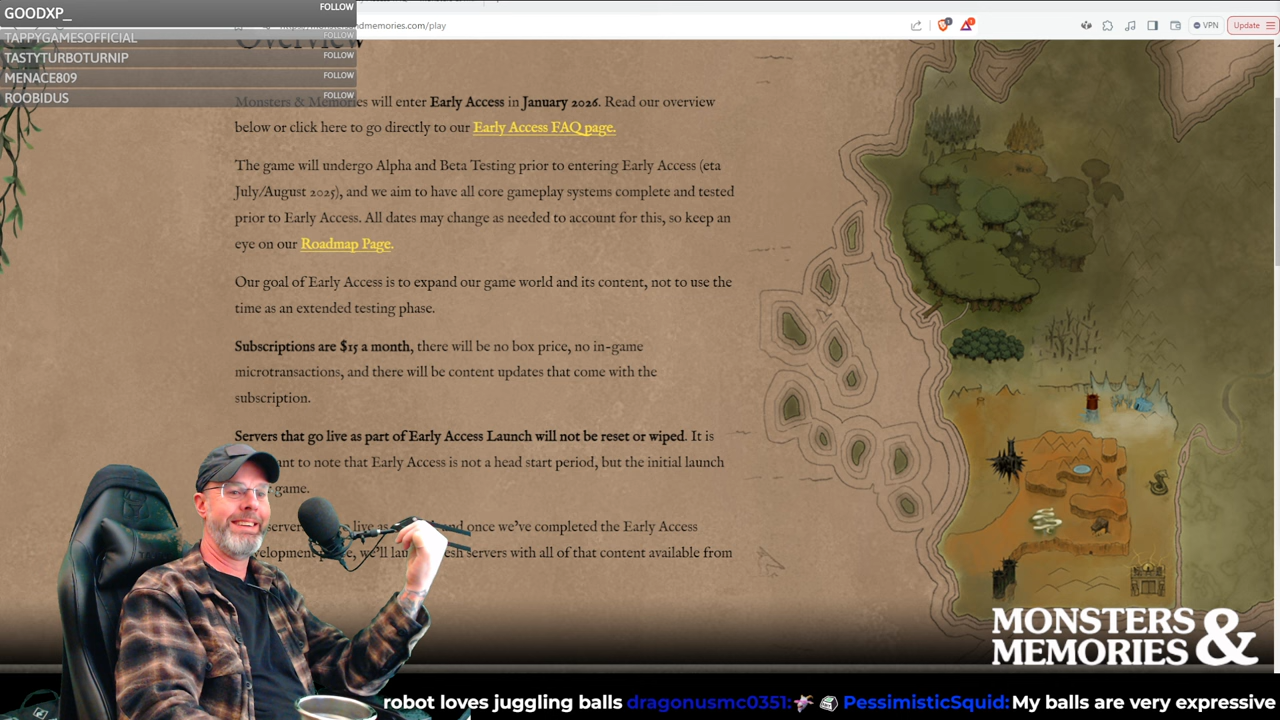 GOODXP_ FOLLOW
TAPPYGAMESOFFICIAL FOLLOW
TASTYTURBOTURNIP FOLLOW
MENACE809 FOLLOW
ROOBIDUS FOLLOW
ndmemories.com/play
VPN
Update
Overview
Monsters & Memories will enter Early Access in January 2026. Read our overview
below or click here to go directly to our Early Access FAQ page.
The game will undergo Alpha and Beta Testing prior to entering Early Access (eta
July/August 2025), and we aim to have all core gameplay systems complete and tested
prior to Early Access. All dates may change as needed to account for this, so keep an
eye on our Roadmap Page.
Our goal of Early Access is to expand our game world and its content, not to use the
time as an extended testing phase.
Subscriptions are $15 a month, there will be no box price, no in-game
microtransactions, and there will be content updates that come with the
subscription.
Servers that go live as part of Early Access Launch will not be reset or wiped. It is
to note that Early Access is not a head start period, but the initial launch
game.
live as once we've completed the Early Access
servers with all of that content available from
MONSTERS &
MEMORIES
robot loves juggling balls dragonusmc0351: PessimisticSquid: My balls are very expressive